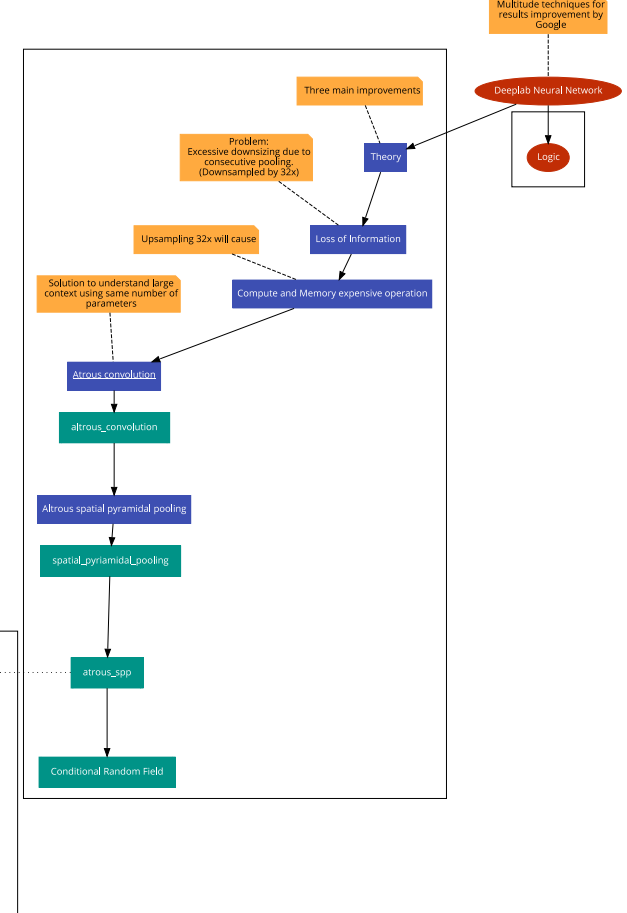 Multitude techniques for
results improvement by
Google
Deeplab Neural Network
Three main improvements
Logic
Theory
Problem:
Excessive downsizing due to
consecutive pooling.
(Downsampled by 32x)
Loss of Information
Upsampling 32x will cause
Compute and Memory expensive operation
Solution to understand large
context using same number of
parameters
Atrous convolution
altrous_convolution
Altrous spatial pyramidal pooling
spatial_pyriamidal_pooling
atrous_spp
Conditional Random Field